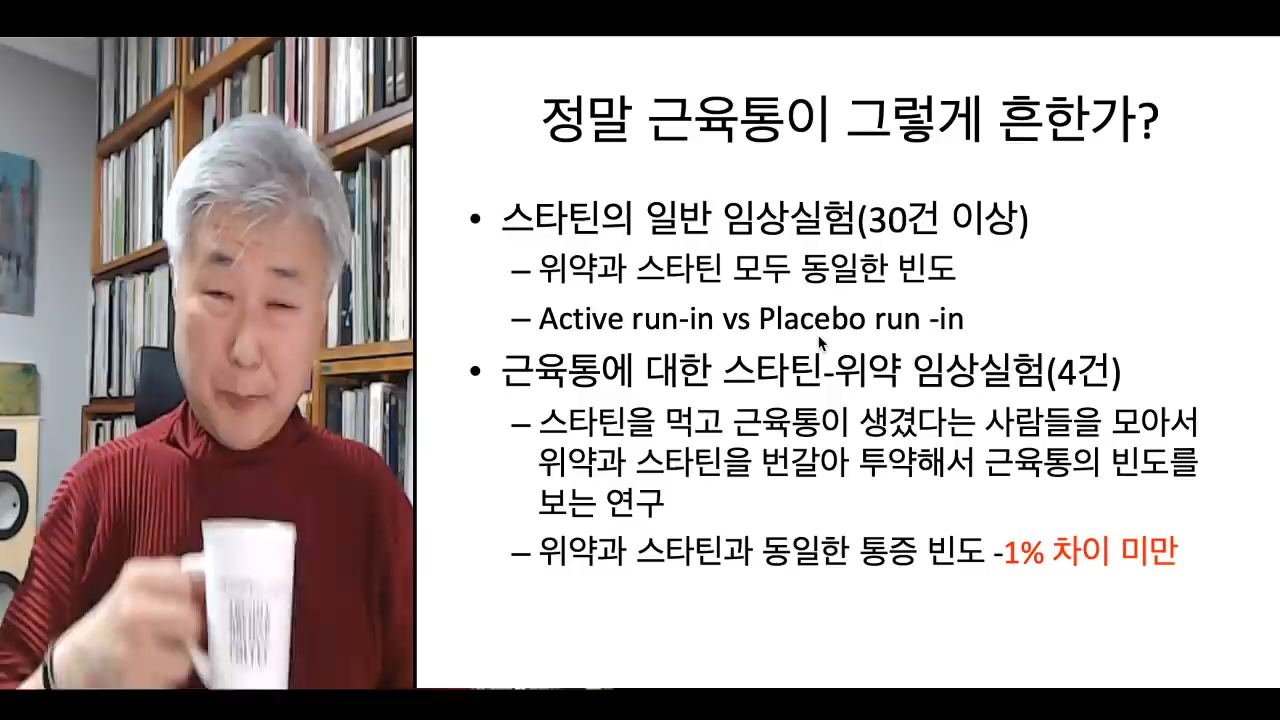 정말 근육통이 그렇게 흔한가?
• 스타틴의 일반 임상실험(30건 이상)
– 위약과 스타틴 모두 동일한 빈도
– Active run-in vs Placebo run -in
• 근육통에 대한 스타틴-위약 임상실험(4건)
– 스타틴을 먹고 근육통이 생겼다는 사람들을 모아서
위약과 스타틴을 번갈아 투약해서 근육통의 빈도를
보는 연구
– 위약과 스타틴과 동일한 통증 빈도 -1% 차이 미만